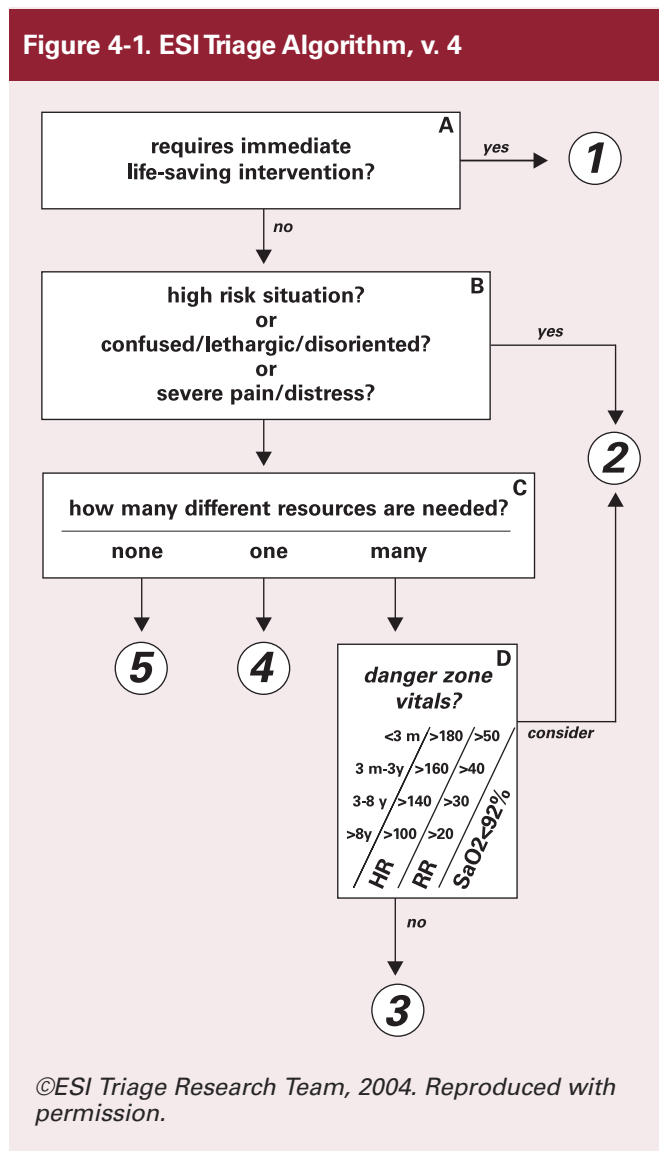 Figure 4-1. ESI Triage Algorithm, v. 4
A
requires immediate
life-saving intervention?
yes
1
no
B
high risk situation?
or
confused/lethargic/disoriented?
or
severe pain/distress?
yes
2
C
how many different resources are needed?
none one many
5 4
D
danger zone
vitals?
<3 m >180 >50
3 m-3y >160 >40
3-8 y >140 >30
>8y >100 >20
HR RR SaO2<92%
consider
no
3
©ESI Triage Research Team, 2004. Reproduced with
permission.